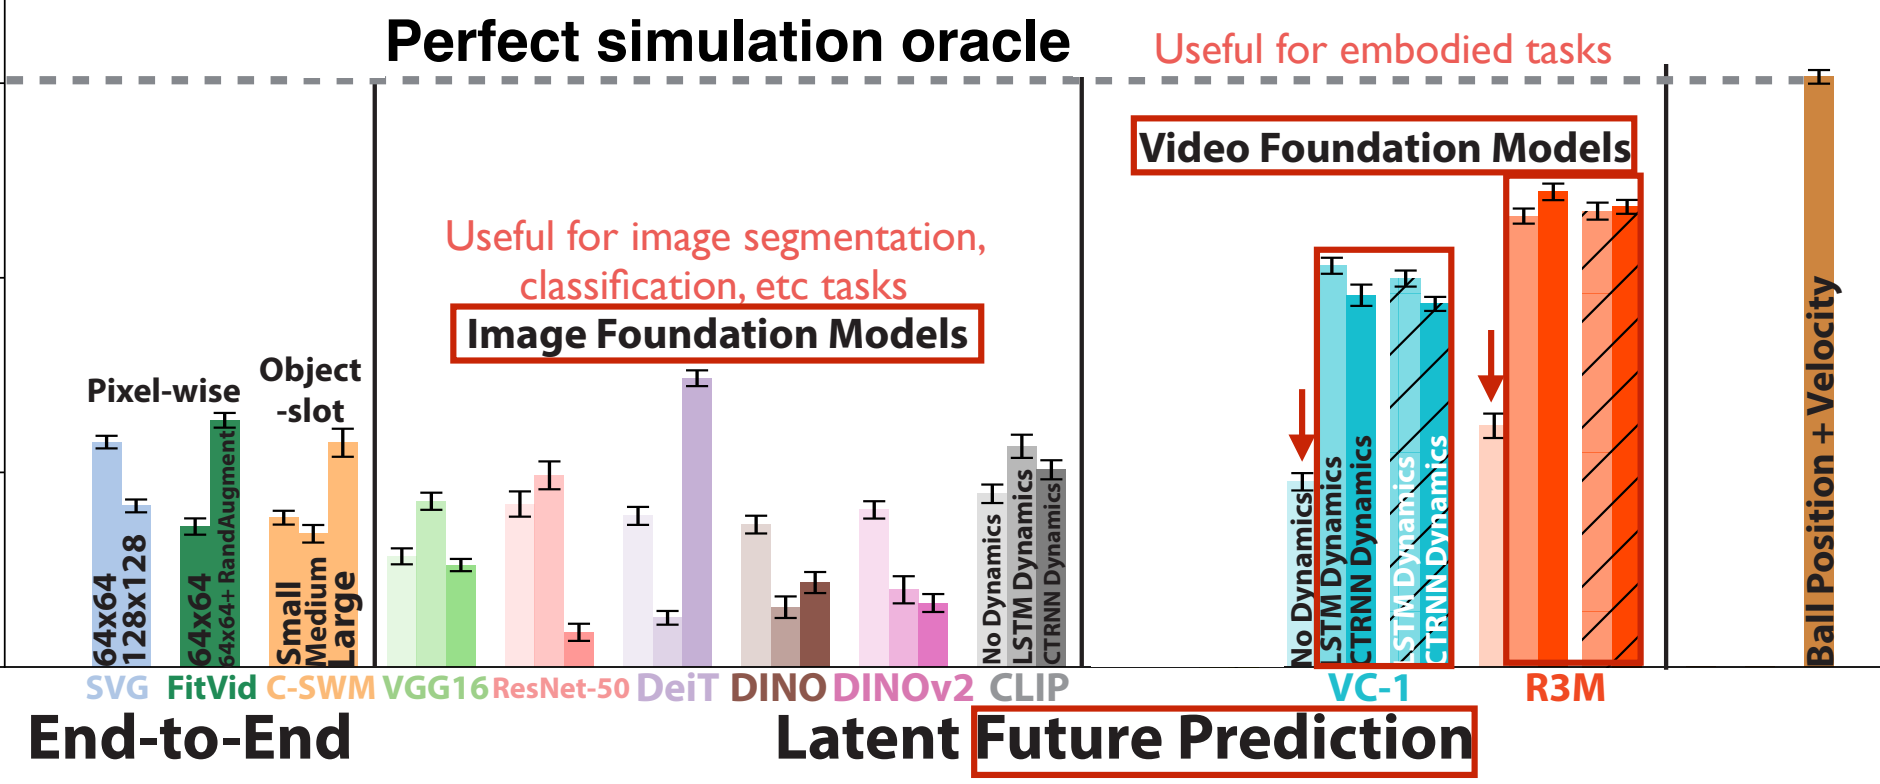 Perfect simulation oracle
Useful for embodied tasks
Video Foundation Models
Useful for image segmentation,
classification, etc tasks
Image Foundation Models
Pixel-wise
Object
-slot
64x64
128x128
64x64
64x64+ RandAugment
Small
Medium
Large
No Dynamics
LSTM Dynamics
CTRNN Dynamics
No Dynamics
LSTM Dynamics
CTRNN Dynamics
LSTM Dynamics
CTRNN Dynamics
Ball Position + Velocity
SVG
FitVid
C-SWM
VGG16
ResNet-50
DeiT
DINO
DINOv2
CLIP
VC-1
R3M
End-to-End
Latent Future Prediction